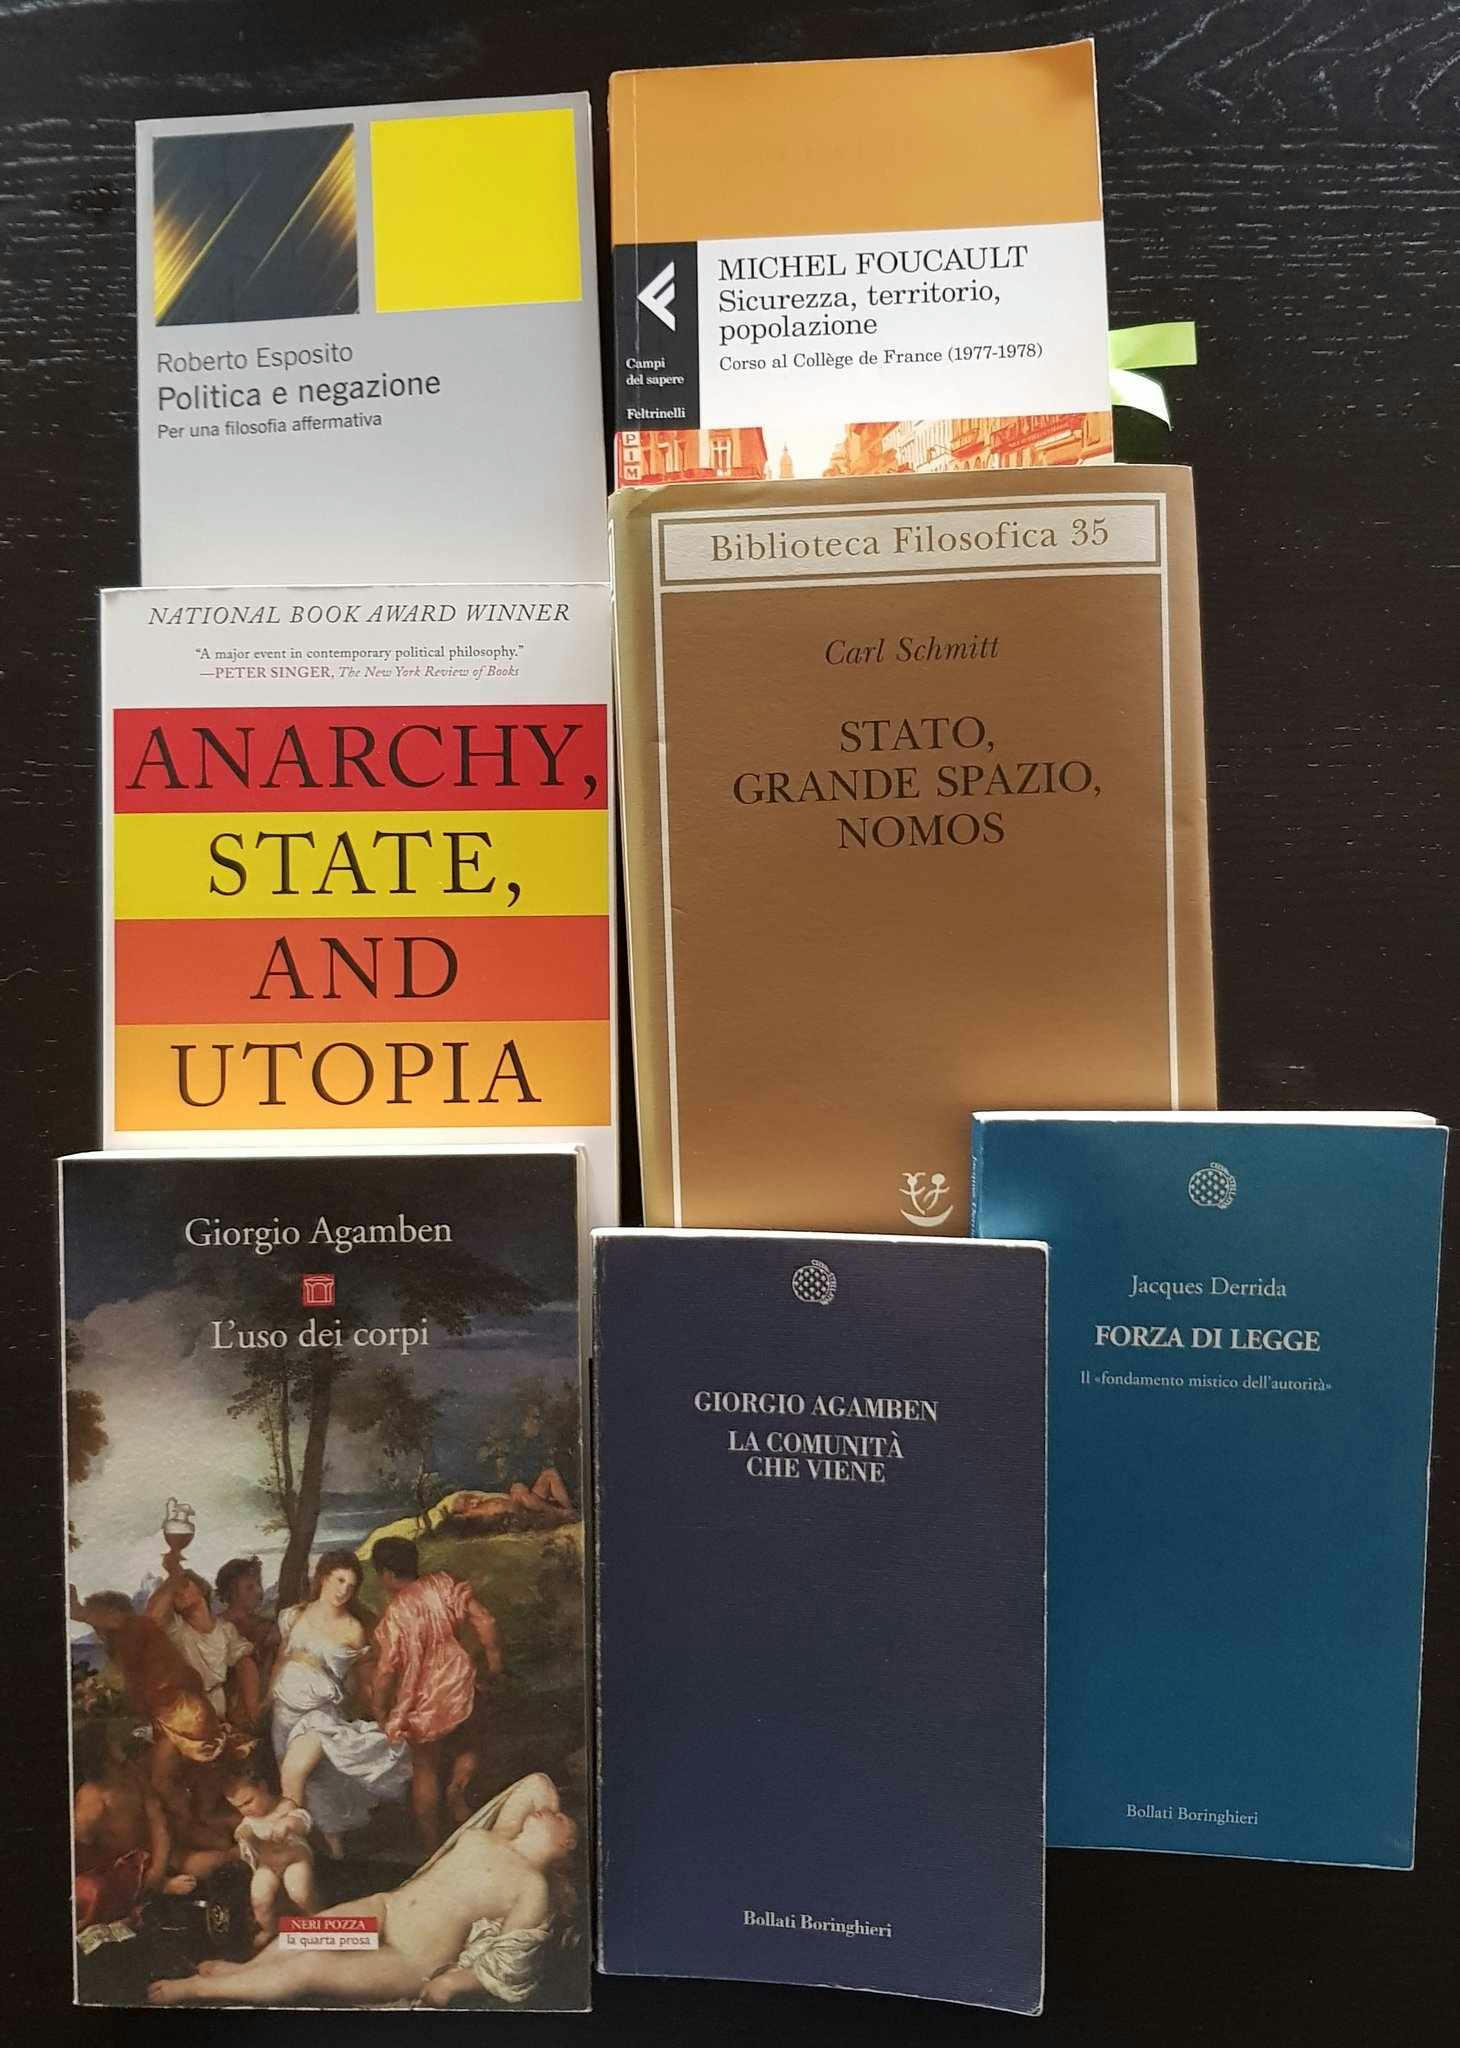 Roberto Esposito
Politica e negazione
Per una filosofia affermativa
MICHEL FOUCAULT
Sicurezza, territorio,
popolazione
Corso al Collège de France (1977-1978)
Campi
del sapere
Feltrinelli
PIM
NATIONAL BOOK AWARD WINNER
“A major event in contemporary political philosophy.”
—PETER SINGER, The New York Review of Books
ANARCHY,
STATE,
AND
UTOPIA
Biblioteca Filosofica 35
Carl Schmitt
STATO,
GRANDE SPAZIO,
NOMOS
Giorgio Agamben
L’uso dei corpi
NERI POZZA
la quarta prosa
GIORGIO AGAMBEN
LA COMUNITÀ
CHE VIENE
Bollati Boringhieri
Jacques Derrida
FORZA DI LEGGE
Il «fondamento mistico dell’autorità»
Bollati Boringhieri